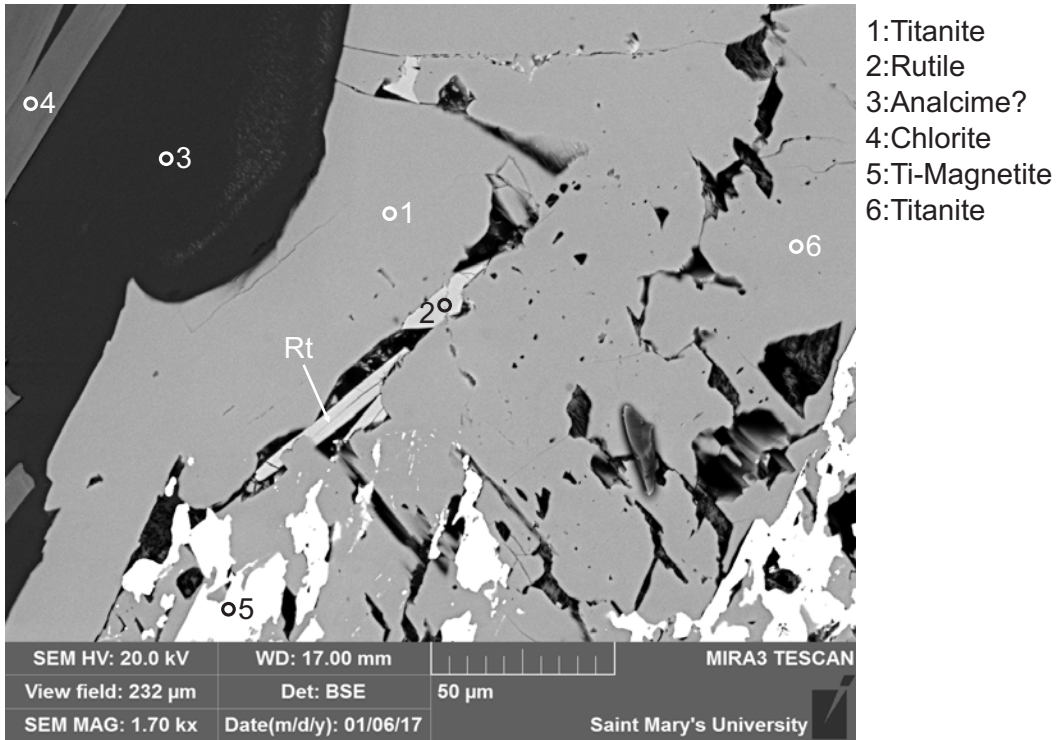 1:Titanite
2:Rutile
3:Analcime?
4:Chlorite
5:Ti-Magnetite
6:Titanite
4
3
1
6
2
Rt
5
SEM HV: 20.0 kV
WD: 17.00 mm
MIRA3 TESCAN
View field: 232 µm
Det: BSE
50 µm
SEM MAG: 1.70 kx
Date(m/d/y): 01/06/17
Saint Mary's University